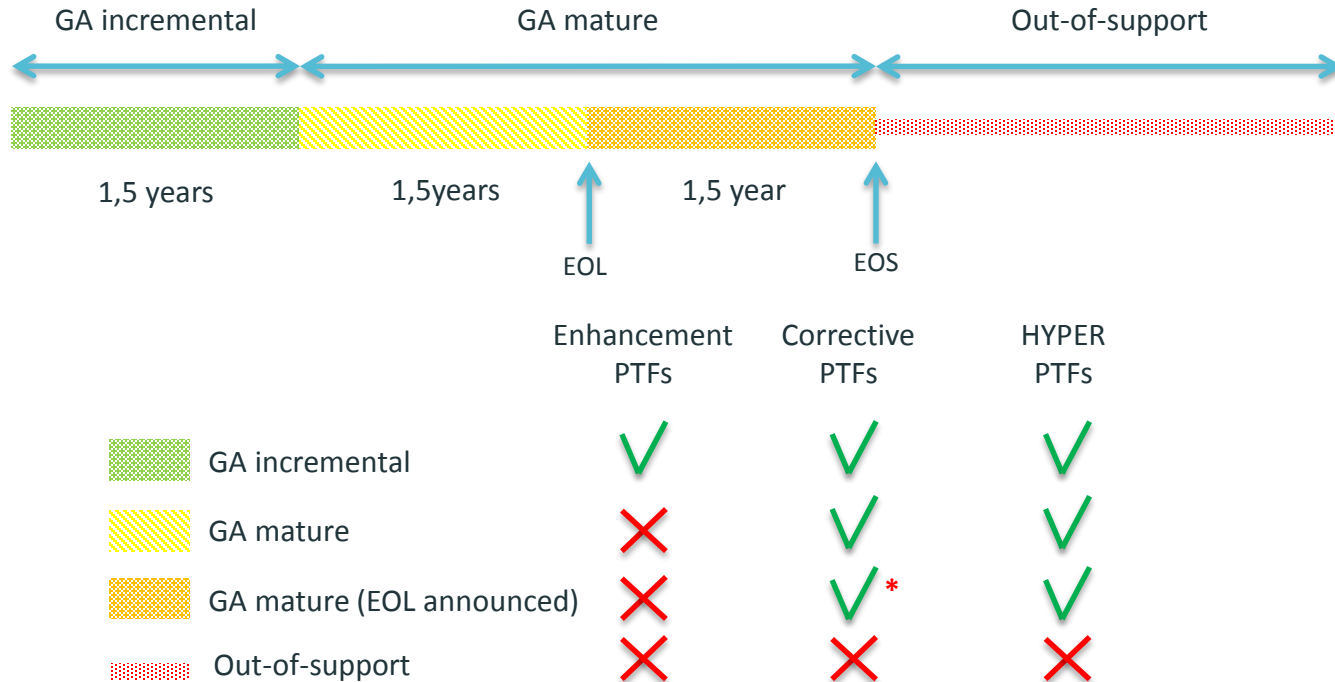 GA incremental
GA mature
Out-of-support
1,5 years
1,5years
1,5 year
EOL
EOS
Enhancement PTFs
Corrective PTFs
HYPER PTFs
GA incremental
GA mature
GA mature (EOL announced)
*
Out-of-support